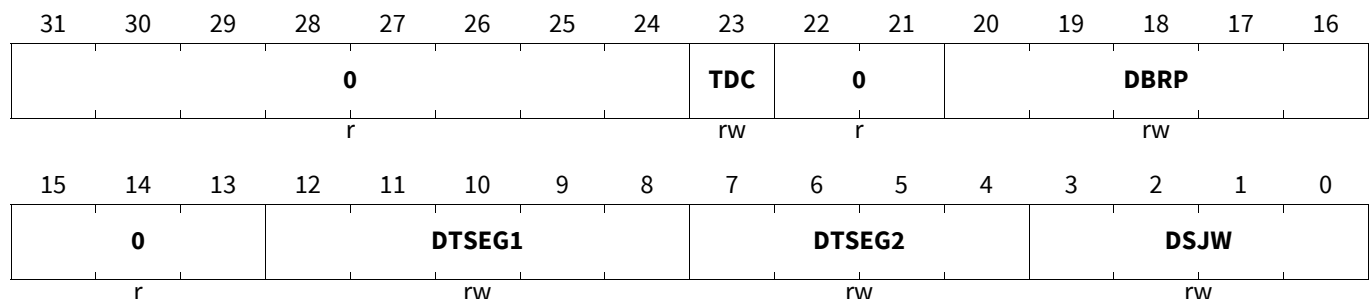 31 30 29 28 27 26 25 24 23 22 21 20 19 18 17 16
0 TDC 0 DBRP
r rw r rw
15 14 13 12 11 10 9 8 7 6 5 4 3 2 1 0
0 DTSEG1 DTSEG2 DSJW
r rw rw rw